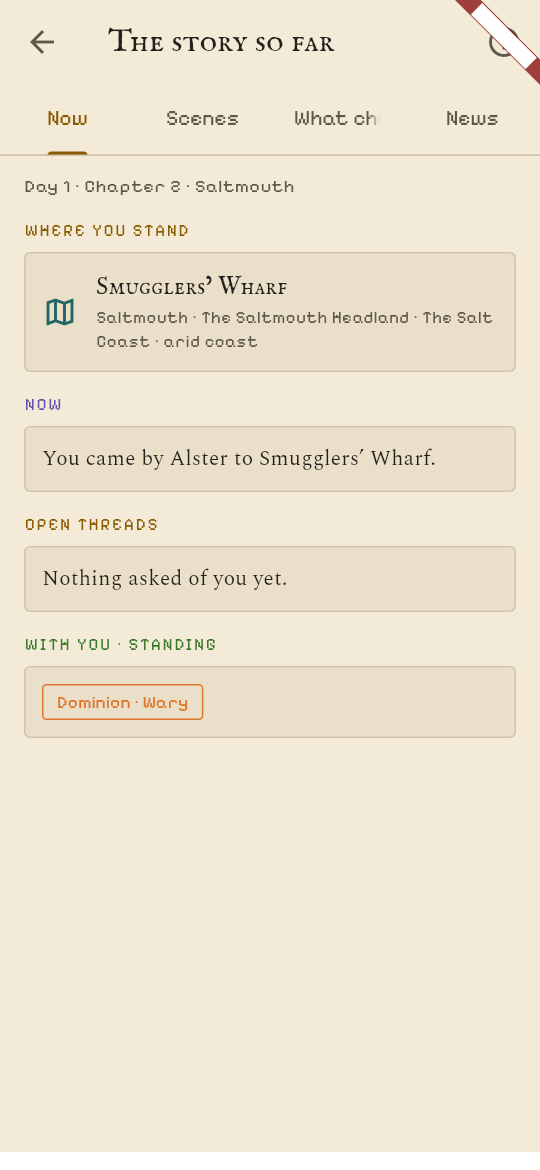 The story so far
Now
Scenes
What ch
News
Day 1 · Chapter 8 · Saltmouth
WHERE YOU STAND
Smugglers’ Wharf
Saltmouth · The Saltmouth Headland · The Salt
Coast · arid coast
NOW
You came by Alster to Smugglers’ Wharf.
OPEN THREADS
Nothing asked of you yet.
WITH YOU · STANDING
Dominion · Wary